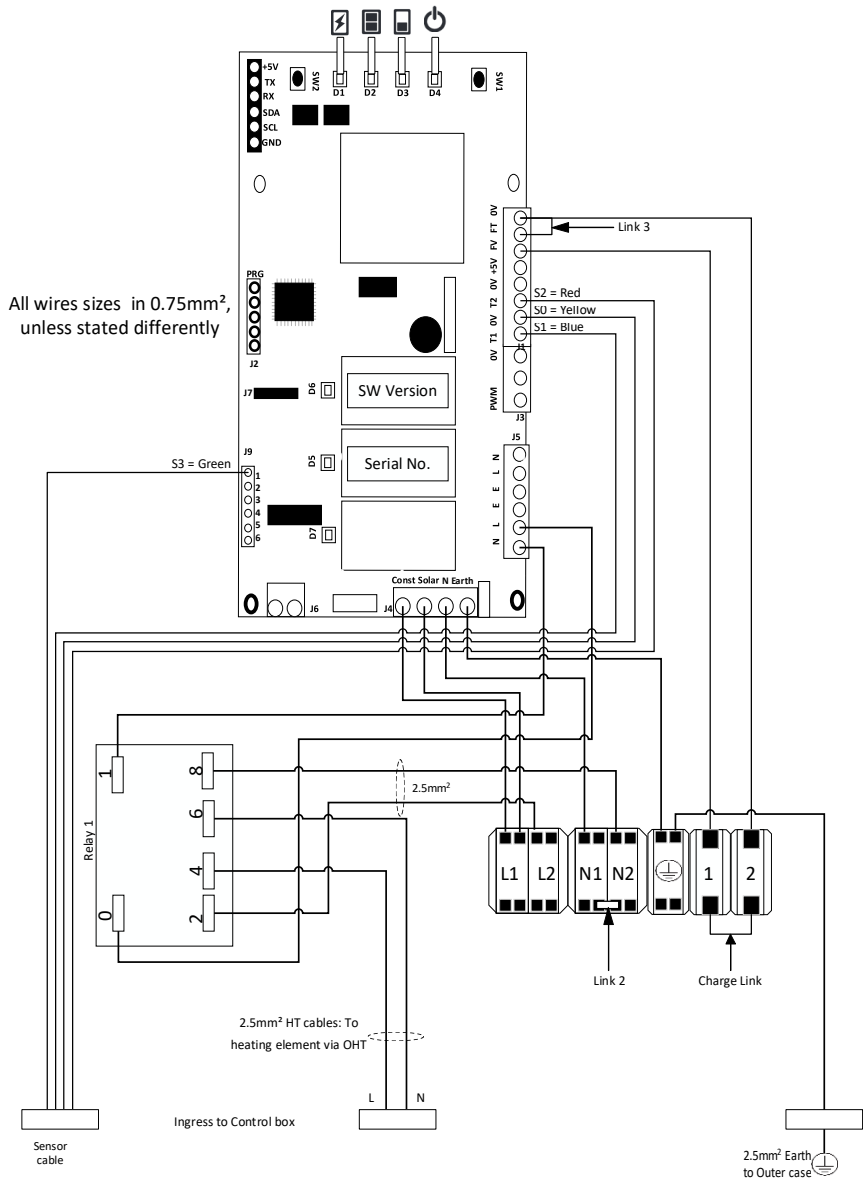 +5V
TX
RX
SDA
SCL
GND
SW2
D1
D2
D3
D4
SW1
0V
FT
FV
+5V
0V
T2
0V
T1
J1
Link 3
S2 = Red
S0 = Yellow
S1 = Blue
All wires sizes in 0.75mm²,
unless stated differently
PRG
J2
0V
PWM
J3
J7
D6
SW Version
J9
S3 = Green
1
2
3
4
5
6
D5
Serial No.
D7
J5
N
L
E
E
L
N
J6
J4
Const Solar N Earth
Relay 1
1
0
8
6
4
2
2.5mm²
L1
L2
N1
N2
1
2
Link 2
Charge Link
2.5mm² HT cables: To
heating element via OHT
L
N
Sensor
cable
Ingress to Control box
2.5mm² Earth
to Outer case